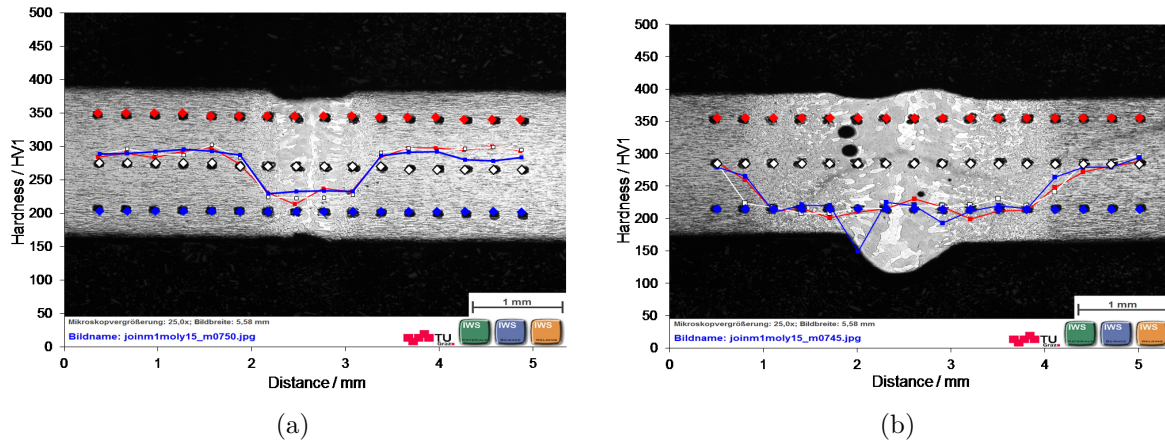 500
450
400
350
300
250
200
150
100
50
0
Hardness / HV1
0
1
2
3
4
5
Distance / mm
1 mm
Mikroskopvergrößerung: 25,0x; Bildbreite: 5,58 mm
Bildname: joinm1moly15_m0750.jpg
TU
Graz
IWS
IWS
IWS
(a)
500
450
400
350
300
250
200
150
100
50
0
Hardness / HV1
0
1
2
3
4
5
Distance / mm
1 mm
Mikroskopvergrößerung: 25,0x; Bildbreite: 5,58 mm
Bildname: joinm1moly15_m0745.jpg
TU
Graz
IWS
IWS
IWS
(b)